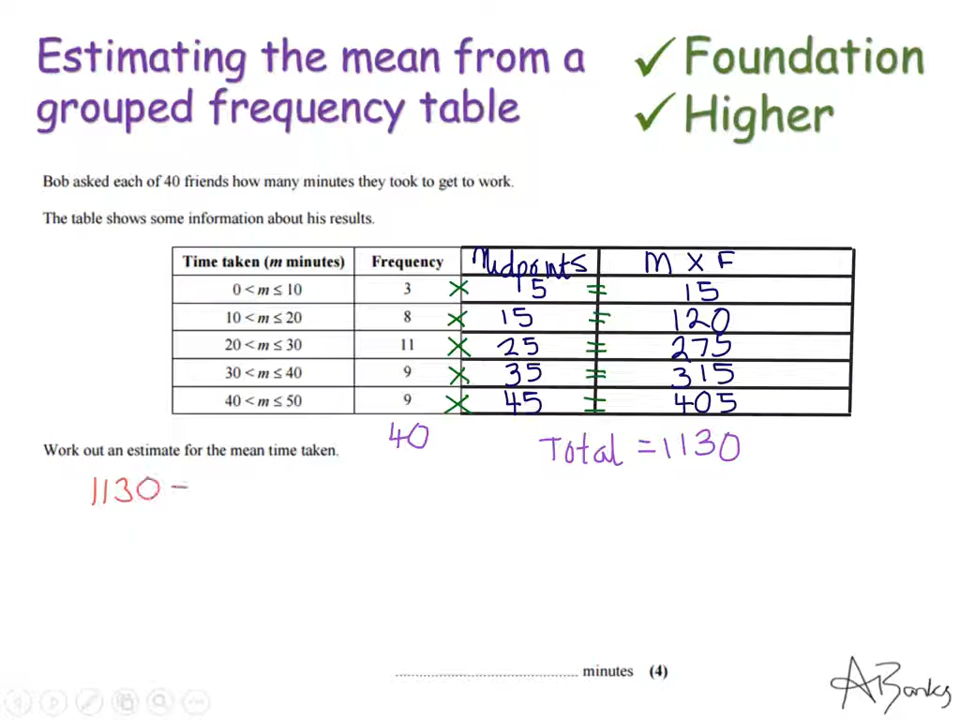 Estimating the mean from a ✓ Foundation
grouped frequency table ✓ Higher
Bob asked each of 40 friends how many minutes they took to get to work.
The table shows some information about his results.
Time taken (m minutes) Frequency Midpoints M X F
0 < m ≤ 10 3 × 15 = 15
10 < m ≤ 20 8 × 15 = 120
20 < m ≤ 30 11 × 25 = 275
30 < m ≤ 40 9 × 35 = 315
40 < m ≤ 50 9 × 45 = 405
40 Total = 1130
Work out an estimate for the mean time taken.
1130 -
minutes (4)
A Banks